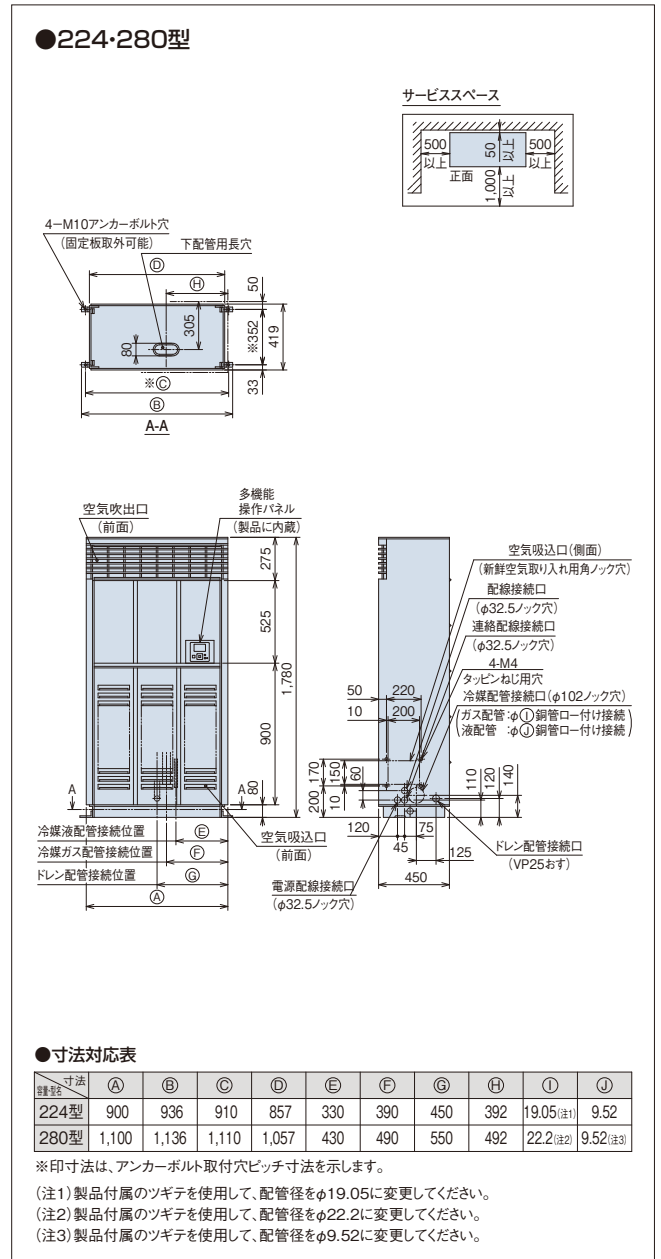 ●224・280型
サービススペース
500
以上
50
以上
500
以上
正面
1,000
以上
4−M10アンカーボルト穴
(固定板取外可能)
下配管用長穴
Ⓓ
Ⓗ
50
305
※352
419
80
33
※Ⓒ
Ⓑ
A-A
空気吹出口
(前面)
多機能
操作パネル
(製品に内蔵)
275
525
1,780
900
80
A
A
冷媒液配管接続位置
Ⓔ
冷媒ガス配管接続位置
Ⓕ
ドレン配管接続位置
Ⓖ
Ⓐ
空気吸込口
(前面)
空気吸込口(側面)
(新鮮空気取り入れ用角ノック穴)
配線接続口
(φ32.5ノック穴)
連絡配線接続口
(φ32.5ノック穴)
4-M4
タッピンねじ用穴
冷媒配管接続口(φ102ノック穴)
(ガス配管:φⒾ銅管ロー付け接続
液配管 :φⒿ銅管ロー付け接続)
50
220
10
200
170
150
60
200
10
110
120
140
120
75
45
125
450
ドレン配管接続口
(VP25おす)
電源配線接続口
(φ32.5ノック穴)
●寸法対応表
寸法 容量・型名 Ⓐ Ⓑ Ⓒ Ⓓ Ⓔ Ⓕ Ⓖ Ⓗ Ⓘ Ⓙ
224型 900 936 910 857 330 390 450 392 19.05(注1) 9.52
280型 1,100 1,136 1,110 1,057 430 490 550 492 22.2(注2) 9.52(注3)
※印寸法は、アンカーボルト取付穴ピッチ寸法を示します。
(注1)製品付属のツギテを使用して、配管径をφ19.05に変更してください。
(注2)製品付属のツギテを使用して、配管径をφ22.2に変更してください。
(注3)製品付属のツギテを使用して、配管径をφ9.52に変更してください。